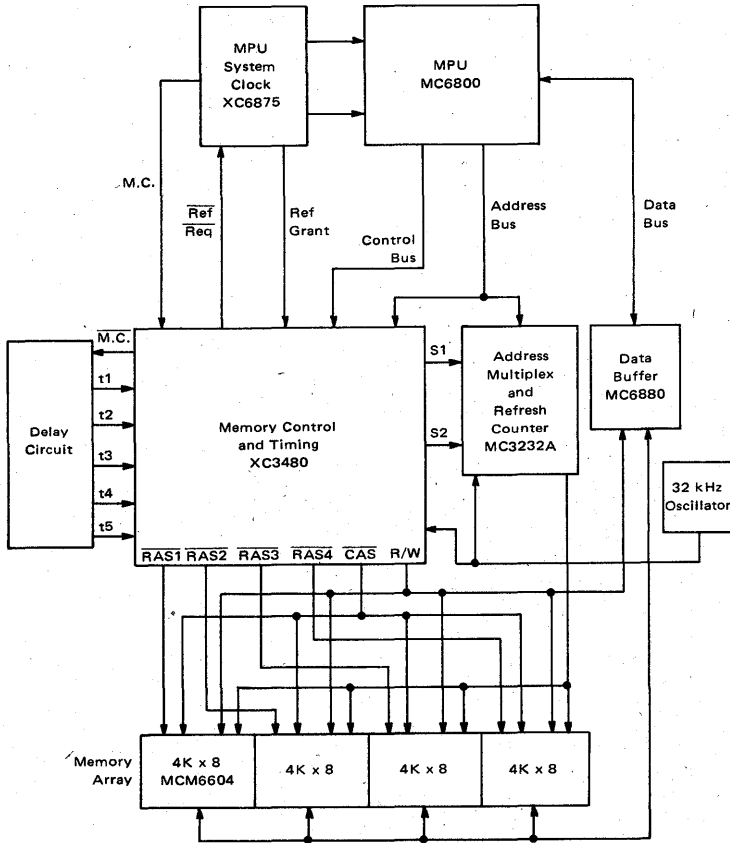 MPU
System
Clock
XC6875
MPU
MC6800
M.C.
Ref
Req
Ref
Grant
Control
Bus
Address
Bus
Data
Bus
M.C.
t1
t2
t3
t4
t5
Delay
Circuit
Memory Control
and Timing
XC3480
S1
S2
Address
Multiplex
and
Refresh
Counter
MC3232A
Data
Buffer
MC6880
32 kHz
Oscillator
RAS1 RAS2 RAS3 RAS4 CAS R/W
Memory
Array
4K x 8
MCM6604
4K x 8
4K x 8
4K x 8